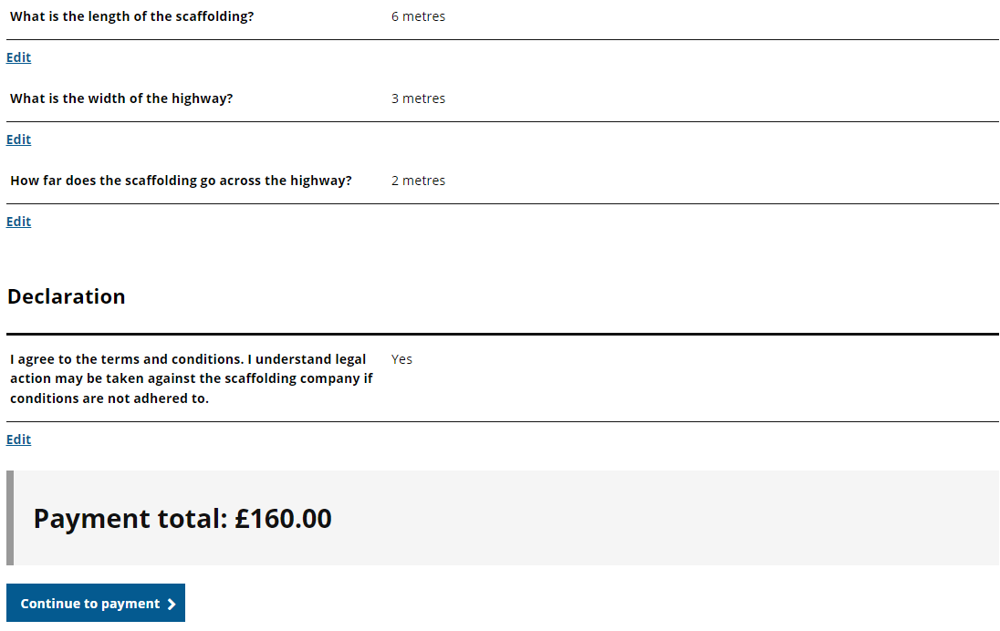 What is the length of the scaffolding? 6 metres
Edit
What is the width of the highway? 3 metres
Edit
How far does the scaffolding go across the highway? 2 metres
Edit
Declaration
I agree to the terms and conditions. I understand legal Yes
action may be taken against the scaffolding company if
conditions are not adhered to.
Edit
Payment total: £160.00
Continue to payment